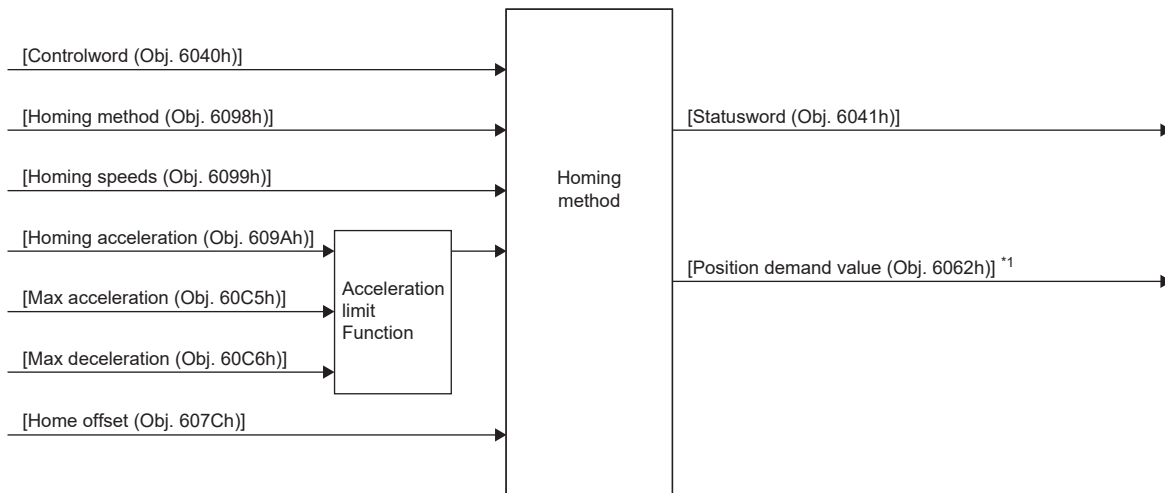 [Controlword (Obj. 6040h)]
[Homing method (Obj. 6098h)]
[Homing speeds (Obj. 6099h)]
[Homing acceleration (Obj. 609Ah)]
[Max acceleration (Obj. 60C5h)]
[Max deceleration (Obj. 60C6h)]
[Home offset (Obj. 607Ch)]
Acceleration
limit
Function
Homing
method
[Statusword (Obj. 6041h)]
[Position demand value (Obj. 6062h)] *1